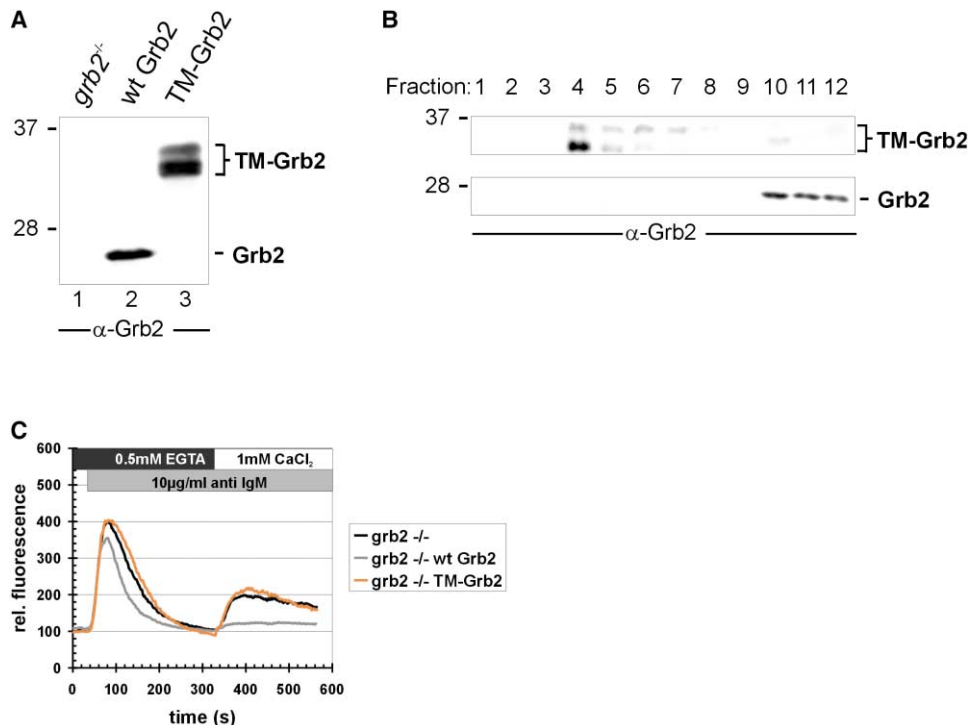 A
grb2-/-
wt Grb2
TM-Grb2
37
28
TM-Grb2
Grb2
1 2 3
α-Grb2
B
Fraction: 1 2 3 4 5 6 7 8 9 10 11 12
37
TM-Grb2
28
Grb2
α-Grb2
C
600
500
400
300
200
100
0
rel. fluorescence
0.5mM EGTA
1mM CaCl₂
10µg/ml anti IgM
0 100 200 300 400 500 600
time (s)
grb2 -/-
grb2 -/- wt Grb2
grb2 -/- TM-Grb2